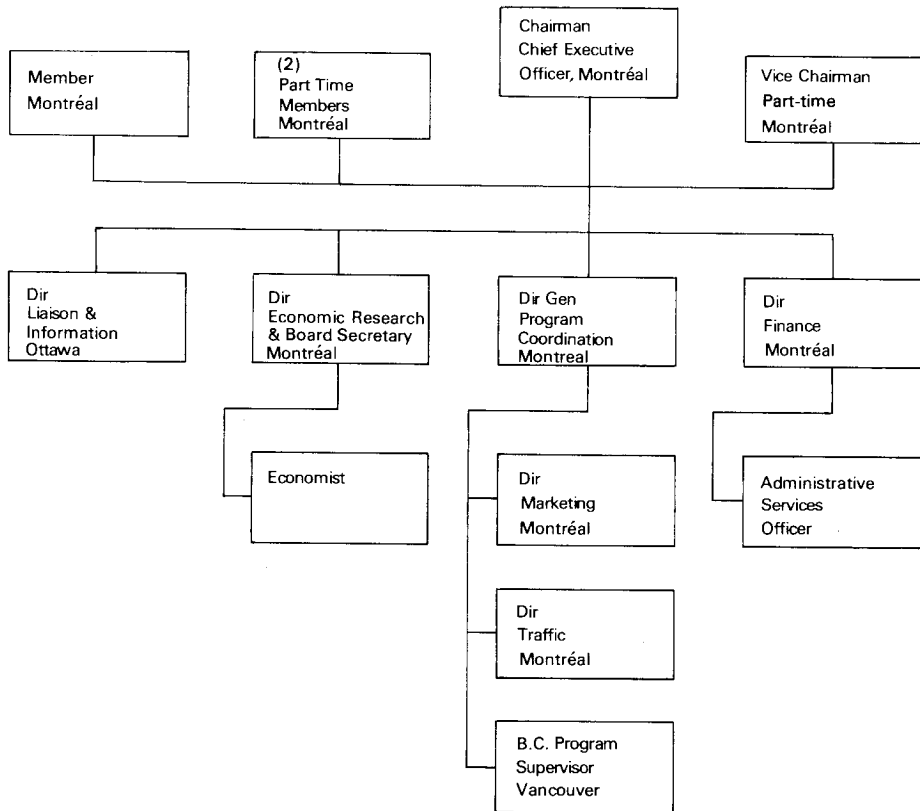 Member
Montréal
(2)
Part Time
Members
Montréal
Chairman
Chief Executive
Officer, Montréal
Vice Chairman
Part-time
Montréal
Dir
Liaison &
Information
Ottawa
Dir
Economic Research
& Board Secretary
Montréal
Dir Gen
Program
Coordination
Montreal
Dir
Finance
Montréal
Economist
Dir
Marketing
Montréal
Administrative
Services
Officer
Dir
Traffic
Montréal
B.C. Program
Supervisor
Vancouver